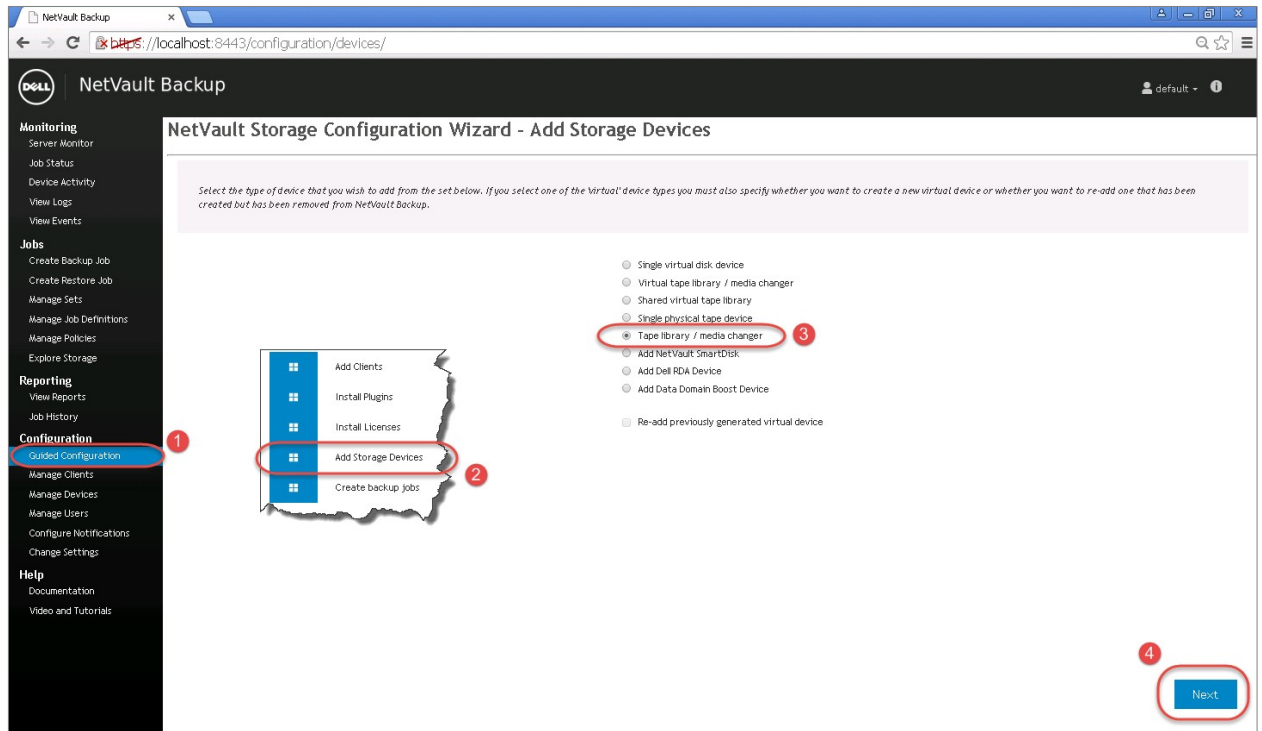 NetVault Backup
https://localhost:8443/configuration/devices/
DELL
NetVault Backup
default
Monitoring
Server Monitor
Job Status
Device Activity
View Logs
View Events
Jobs
Create Backup Job
Create Restore Job
Manage Sets
Manage Job Definitions
Manage Policies
Explore Storage
Reporting
View Reports
Job History
Configuration
Guided Configuration
1
Manage Clients
Manage Devices
Manage Users
Configure Notifications
Change Settings
Help
Documentation
Video and Tutorials
NetVault Storage Configuration Wizard - Add Storage Devices
Select the type of device that you wish to add from the set below. If you select one of the 'Virtual' device types you must also specify whether you want to create a new virtual device or whether you want to re-add one that has been
created but has been removed from NetVault Backup.
Add Clients
Install Plugins
Install Licenses
Add Storage Devices
2
Create backup jobs
Single virtual disk device
Virtual tape library / media changer
Shared virtual tape library
Single physical tape device
Tape library / media changer
3
Add NetVault SmartDisk
Add Dell RDA Device
Add Data Domain Boost Device
Re-add previously generated virtual device
4
Next